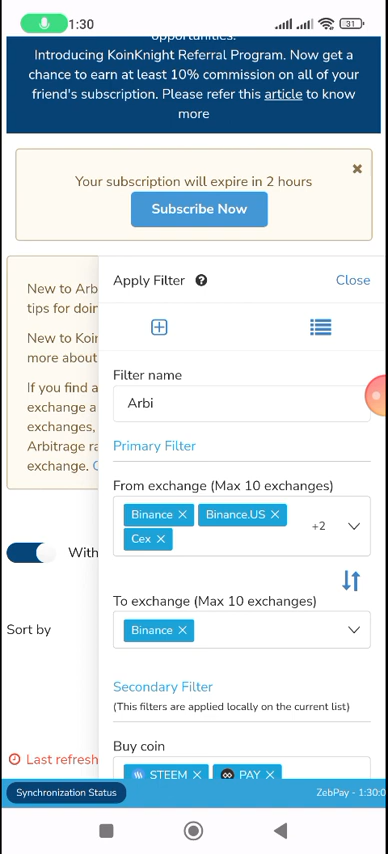 1:30
31
opportunities.
Introducing KoinKnight Referral Program. Now get a
chance to earn at least 10% commission on all of your
friend's subscription. Please refer this article to know
more
Your subscription will expire in 2 hours
Subscribe Now
New to Arb
tips for doin
New to Koin
more about
If you find a
exchange a
exchanges,
Arbitrage ra
exchange.
Apply Filter
Close
Filter name
Arbi
Primary Filter
From exchange (Max 10 exchanges)
Binance × Binance.US ×
Cex ×
+2
To exchange (Max 10 exchanges)
Binance ×
With
Sort by
Secondary Filter
(This filters are applied locally on the current list)
Buy coin
STEEM × PAY ×
Last refresh
Synchronization Status
ZebPay - 1:30:0